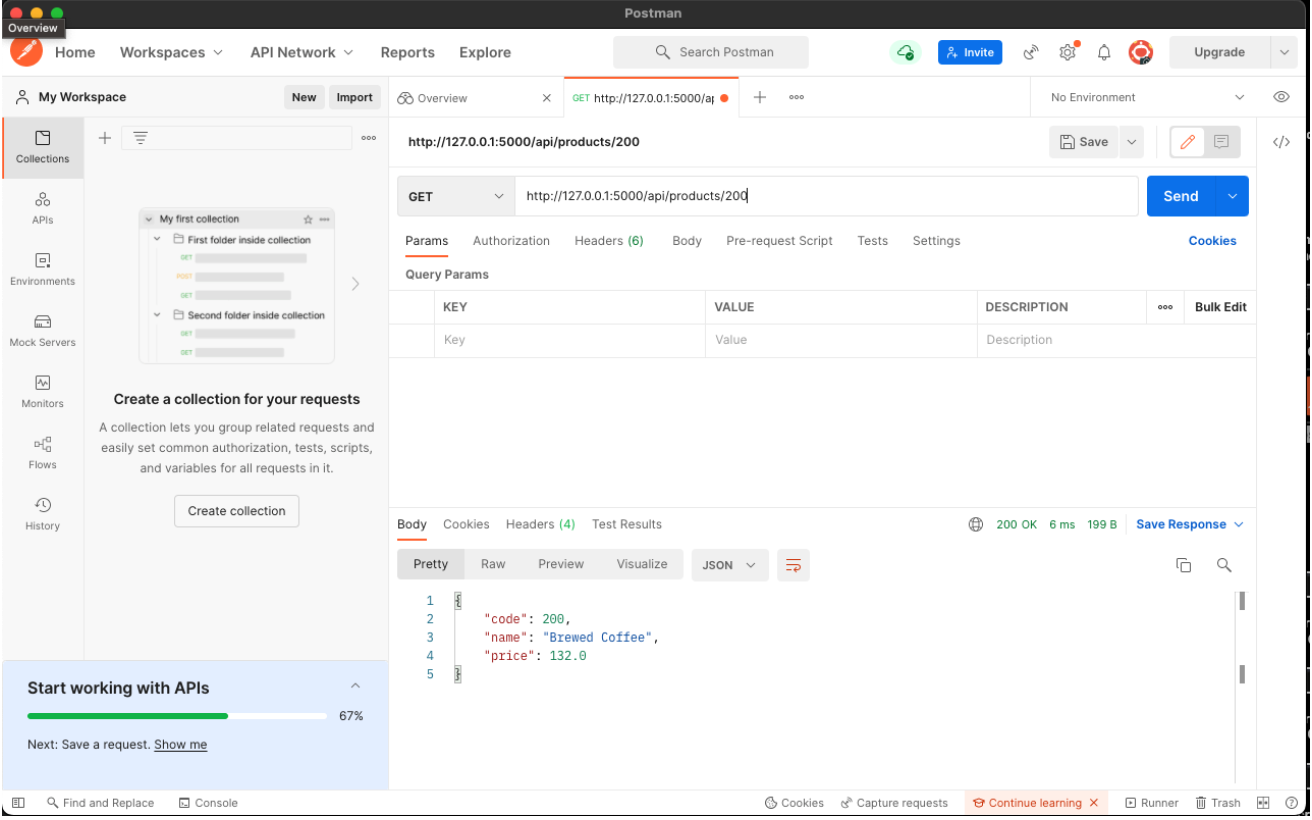 Postman
Overview
Home Workspaces API Network Reports Explore Search Postman Invite Upgrade
My Workspace New Import
Overview GET http://127.0.0.1:5000/ap No Environment
Collections
APIs
Environments
Mock Servers
Monitors
Flows
History
My first collection
First folder inside collection
GET
POST
GET
Second folder inside collection
GET
GET
Create a collection for your requests
A collection lets you group related requests and
easily set common authorization, tests, scripts,
and variables for all requests in it.
Create collection
Start working with APIs
67%
Next: Save a request. Show me
http://127.0.0.1:5000/api/products/200 Save
GET http://127.0.0.1:5000/api/products/200 Send
Params Authorization Headers (6) Body Pre-request Script Tests Settings Cookies
Query Params
KEY VALUE DESCRIPTION Bulk Edit
Key Value Description
Body Cookies Headers (4) Test Results 200 OK 6 ms 199 B Save Response
Pretty Raw Preview Visualize JSON
1 {
2 "code": 200,
3 "name": "Brewed Coffee",
4 "price": 132.0
5 }
Find and Replace Console Cookies Capture requests Continue learning Runner Trash